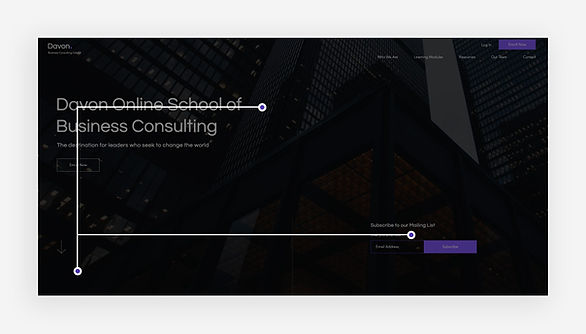 Davon.
Business Consulting School
Log In
Enroll Now
Who We Are
Learning Modules
Resources
Our Team
Contact
Davon Online School of
Business Consulting
The destination for leaders who seek to change the world
Enroll Now
Subscribe to our Mailing List
Email Address
Subscribe